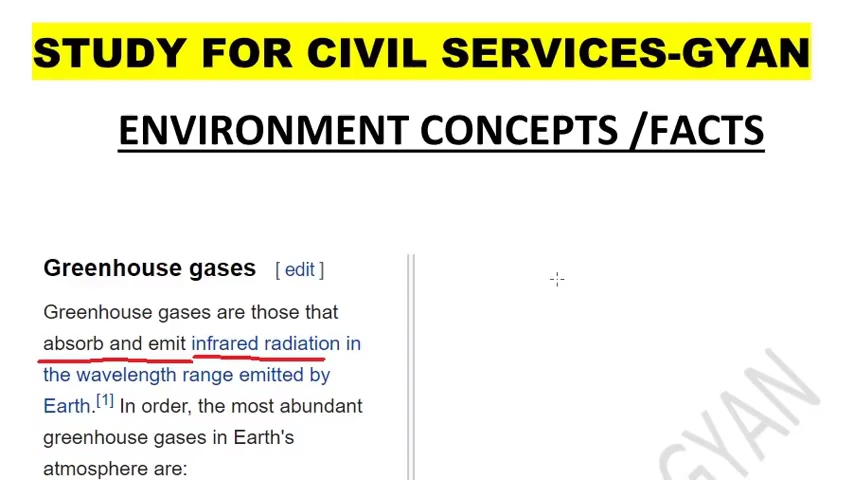 STUDY FOR CIVIL SERVICES-GYAN
ENVIRONMENT CONCEPTS /FACTS
Greenhouse gases [ edit ]
Greenhouse gases are those that
absorb and emit infrared radiation in
the wavelength range emitted by
Earth.[1] In order, the most abundant
greenhouse gases in Earth's
atmosphere are:
GYAN